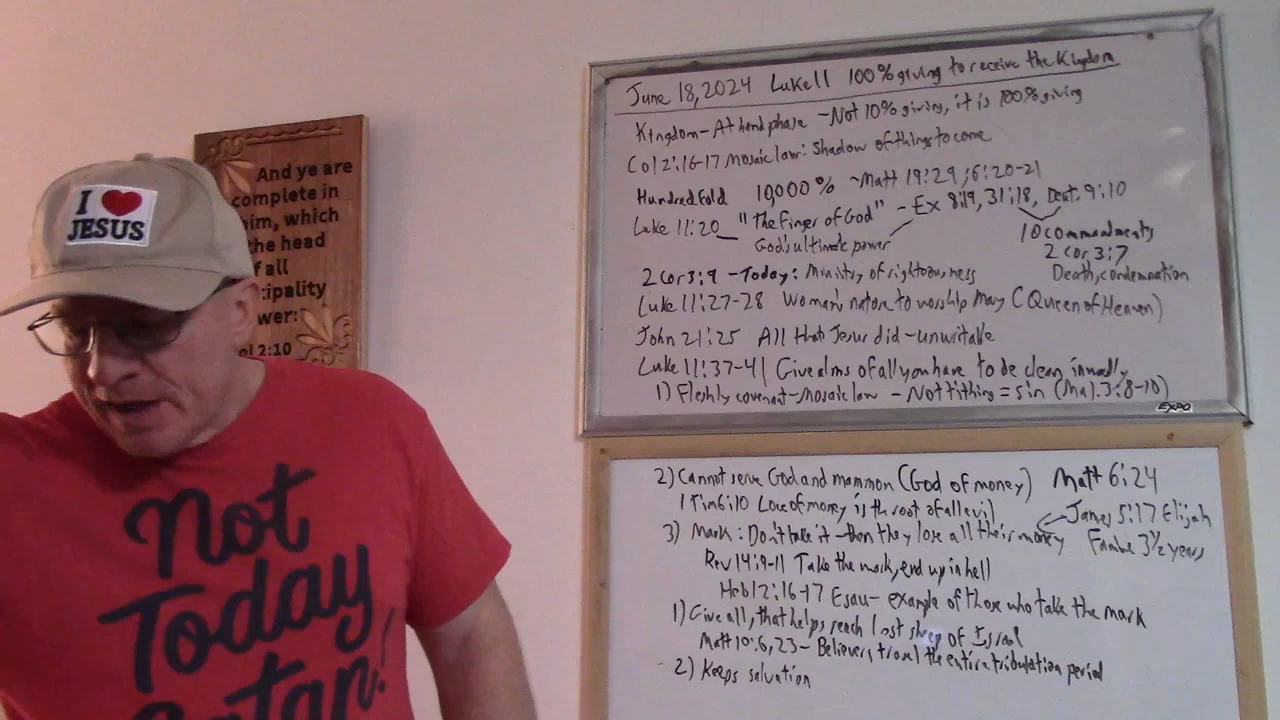 I ❤ JESUS
And ye are
complete in
him, which
the head
f all
cipality
wer:
ol 2:10
Not
Today
Satan!
June 18, 2024 Luke 11 100% giving to receive the Kingdom
Kingdom - At hand phase - Not 10% giving, it is 100% giving
Col 2:16-17 Mosaic law: Shadow of things to come
Hundredfold 10,000% ~ Matt 19:29; 6:20-21
Luke 11:20 "the Finger of God" - Ex 8:19, 31:18, Deut. 9:10
God's ultimate power
10 commandments
2 Cor 3:7
Death, condemnation
2 Cor 3:9 - Today: Ministry of righteousness
Luke 11:27-28 Woman's nature to worship Mary (Queen of Heaven)
John 21:25 All that Jesus did - unwritable
Luke 11:37-41 Give alms of all you have to be clean inwardly
1) Fleshly covenant - Mosaic law - Not tithing = sin (Mal. 3:8-10)
EXPO
2) Cannot serve God and mammon (God of money) Matt 6:24
1 Tim 6:10 Love of money is the root of all evil
James 5:17 Elijah
3) Mark: Don't take it - then they lose all their money
Famine 3½ years
Rev 14:9-11 Take the mark, end up in hell
Heb 12:16-17 Esau - example of those who take the mark
1) Give all, that helps reach lost sheep of Israel
Matt 10:6, 23 - Believers travel the entire tribulation period
2) Keeps salvation